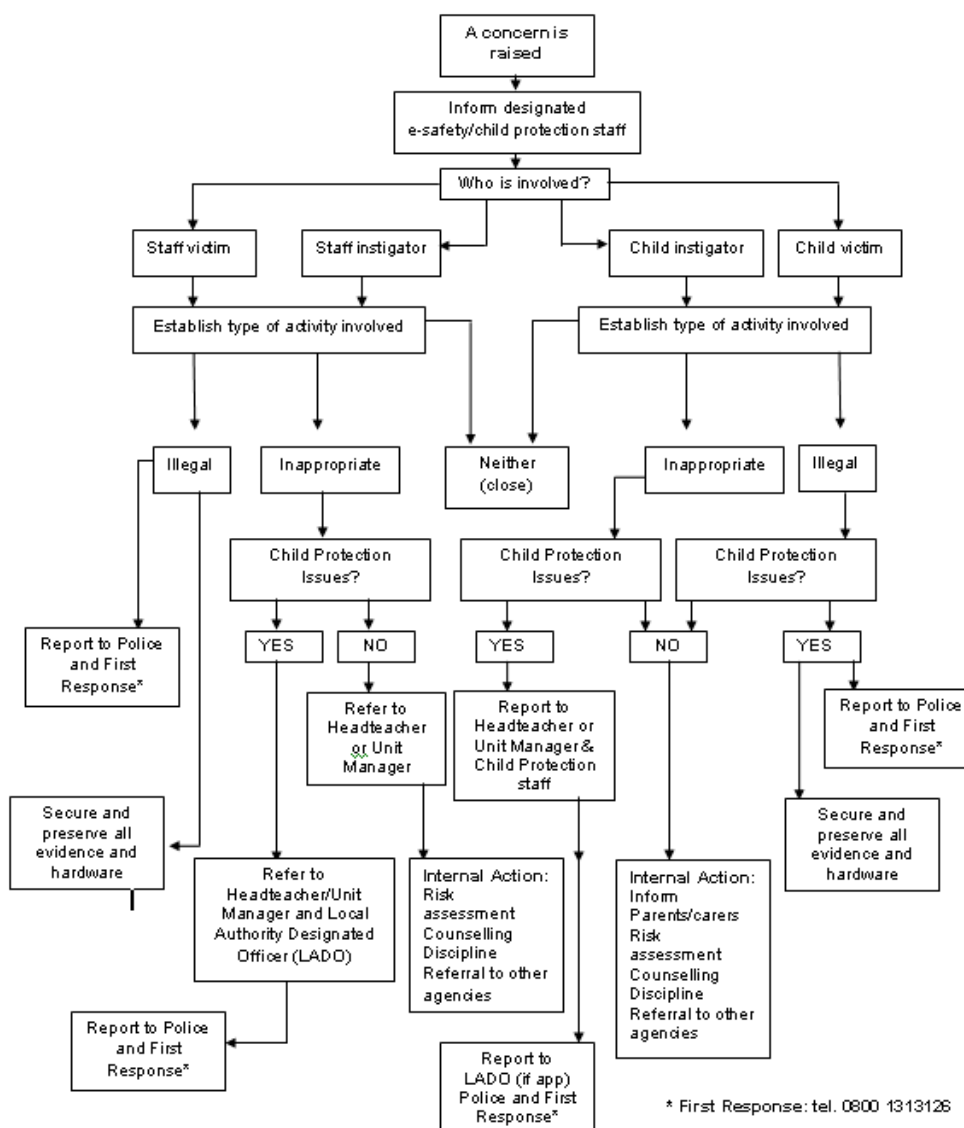 A concern is
raised
Inform designated
e-safety/child protection staff
Who is involved?
Staff victim
Staff instigator
Child instigator
Child victim
Establish type of activity involved
Establish type of activity involved
Illegal
Inappropriate
Neither
(close)
Inappropriate
Illegal
Child Protection
Issues?
Child Protection
Issues?
Child Protection
Issues?
Report to Police
and First
Response*
YES
NO
YES
NO
YES
Refer to
Headteacher
or Unit
Manager
Report to
Headteacher or
Unit Manager &
Child Protection
staff
Report to Police
and First
Response*
Secure and
preserve all
evidence and
hardware
Secure and
preserve all
evidence and
hardware
Refer to
Headteacher/Unit
Manager and Local
Authority Designated
Officer (LADO)
Internal Action:
Risk
assessment
Counselling
Discipline
Referral to other
agencies
Internal Action:
Inform
Parents/carers
Risk
assessment
Counselling
Discipline
Referral to other
agencies
Report to Police
and First
Response*
Report to
LADO (if app)
Police and First
Response*
* First Response: tel. 0800 1313126